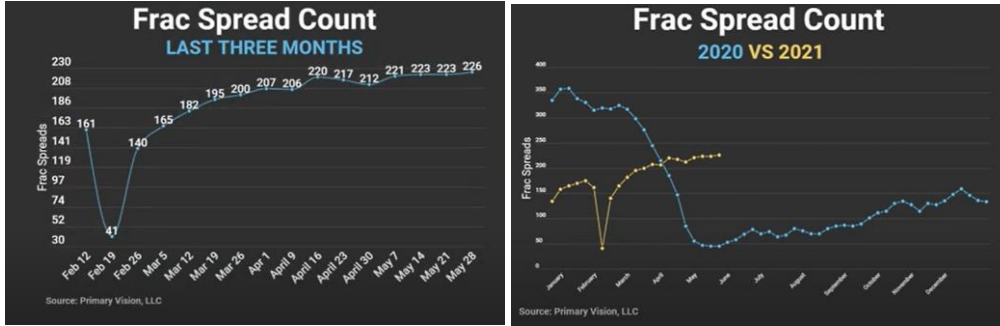 Frac Spread Count
LAST THREE MONTHS
Frac Spreads
230
208
186
163
141
119
97
74
52
30
161
41
140
165
182
195
200
207
206
220
217
212
221
223
223
226
Feb 12
Feb 19
Feb 26
Mar 5
Mar 12
Mar 19
Mar 26
Apr 1
April 9
April 16
April 23
April 30
May 7
May 14
May 21
May 28
Source: Primary Vision, LLC
Frac Spread Count
2020 VS 2021
Frac Spreads
400
350
300
250
200
150
100
50
0
January
February
March
April
May
June
July
August
September
October
November
December
Source: Primary Vision, LLC